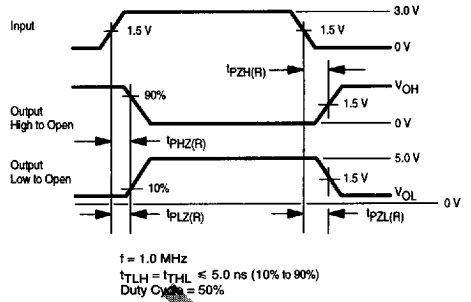 Input
1.5 V
1.5 V
3.0 V
0 V
tPZH(R)
Output
High to Open
90%
tPHZ(R)
1.5 V
VOH
0 V
Output
Low to Open
10%
tPLZ(R)
5.0 V
1.5 V
VOL
0 V
tPZL(R)
f = 1.0 MHz
tTLH = tTHL ≤ 5.0 ns (10% to 90%)
Duty Cycle = 50%